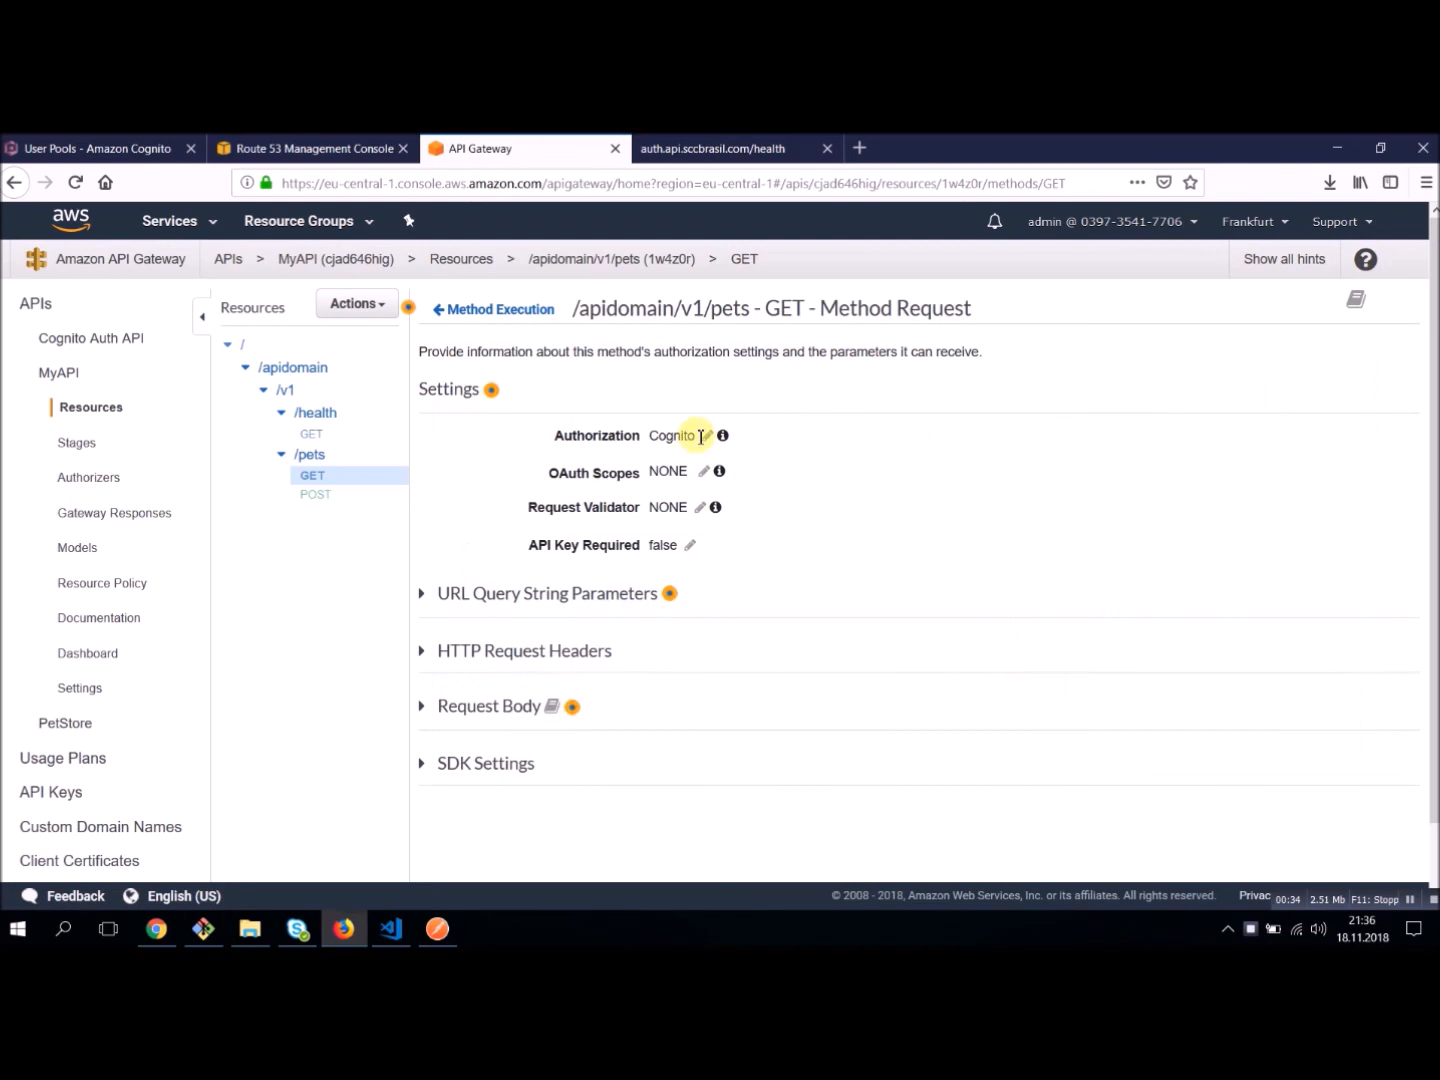 User Pools - Amazon Cognito
Route 53 Management Console
API Gateway
auth.api.sccbrasil.com/health
https://eu-central-1.console.aws.amazon.com/apigateway/home?region=eu-central-1#/apis/cjad646hig/resources/1w4z0r/methods/GET
aws
Services
Resource Groups
admin @ 0397-3541-7706
Frankfurt
Support
Amazon API Gateway
APIs > MyAPI (cjad646hig) > Resources > /apidomain/v1/pets (1w4z0r) > GET
Show all hints
APIs
Cognito Auth API
MyAPI
Resources
Stages
Authorizers
Gateway Responses
Models
Resource Policy
Documentation
Dashboard
Settings
PetStore
Usage Plans
API Keys
Custom Domain Names
Client Certificates
Resources
Actions
/
/apidomain
/v1
/health
GET
/pets
GET
POST
Method Execution
/apidomain/v1/pets - GET - Method Request
Provide information about this method's authorization settings and the parameters it can receive.
Settings
Authorization Cognito
OAuth Scopes NONE
Request Validator NONE
API Key Required false
URL Query String Parameters
HTTP Request Headers
Request Body
SDK Settings
Feedback
English (US)
© 2008 - 2018, Amazon Web Services, Inc. or its affiliates. All rights reserved.
Privac
00:34 2.51 Mb F11: Stopp
21:36
18.11.2018